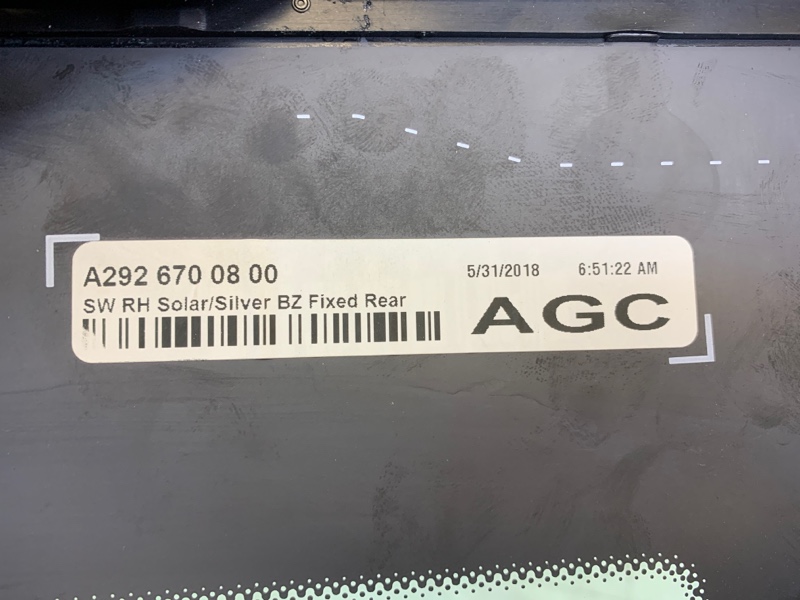 A292 670 08 00 5/31/2018 6:51:22 AM
SW RH Solar/Silver BZ Fixed Rear
AGC